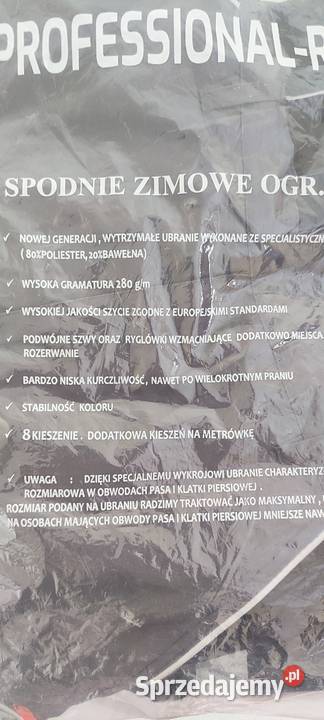 PROFESSIONAL-R
SPODNIE ZIMOWE OGR.
✓ NOWEJ GENERACJI , WYTRZYMAŁE UBRANIE WYKONANE ZE SPECJALISTYCZN
( 80%POLIESTER, 20%BAWEŁNA)
✓ WYSOKA GRAMATURA 280 g/m
✓ WYSOKIEJ JAKOŚCI SZYCIE ZGODNE Z EUROPEJSKIMI STANDARDAMI
✓ PODWÓJNE SZWY ORAZ RYGLÓWKI WZMACNIAJĄCE DODATKOWO MIEJSCA
ROZERWANIE
✓ BARDZO NISKA KURCZLIWOŚĆ , NAWET PO WIELOKROTNYM PRANIU
✓ STABILNOŚĆ KOLORU
✓ 8 KIESZENIE . DODATKOWA KIESZEŃ NA METRÓWKĘ
✓ UWAGA : DZIĘKI SPECJALNEMU WYKROJOWI UBRANIE CHARAKTERYZ
ROZMIAROWA W OBWODACH PASA I KLATKI PIERSIOWEJ .
ROZMIAR PODANY NA UBRANIU RADZIMY TRAKTOWAĆ JAKO MAKSYMALNY ,
NA OSOBACH MAJĄCYCH OBWODY PASA I KLATKI PIERSIOWEJ MNIEJSZE NAW
Sprzedajemy.pl